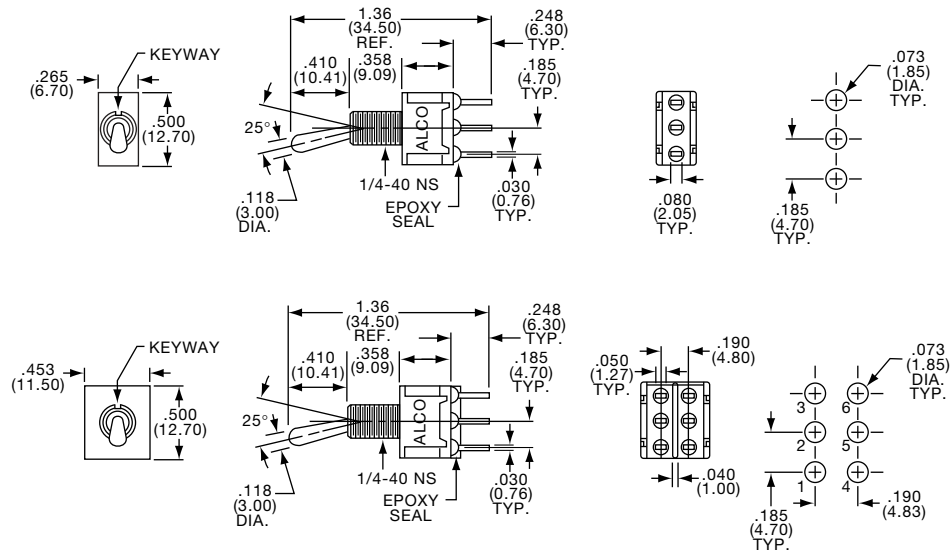 KEYWAY
.265
(6.70)
.500
(12.70)
1.36
(34.50)
REF.
.248
(6.30)
TYP.
.410
(10.41)
.358
(9.09)
.185
(4.70)
TYP.
25°
ALCO
.118
(3.00)
DIA.
1/4-40 NS
EPOXY
SEAL
.030
(0.76)
TYP.
.080
(2.05)
TYP.
.073
(1.85)
DIA.
TYP.
.185
(4.70)
TYP.
KEYWAY
.453
(11.50)
.500
(12.70)
1.36
(34.50)
REF.
.248
(6.30)
TYP.
.410
(10.41)
.358
(9.09)
.185
(4.70)
TYP.
25°
ALCO
.118
(3.00)
DIA.
1/4-40 NS
EPOXY
SEAL
.030
(0.76)
TYP.
.050
(1.27)
TYP.
.190
(4.80)
.040
(1.00)
.073
(1.85)
DIA.
TYP.
3
6
2
5
1
4
.185
(4.70)
TYP.
.190
(4.83)